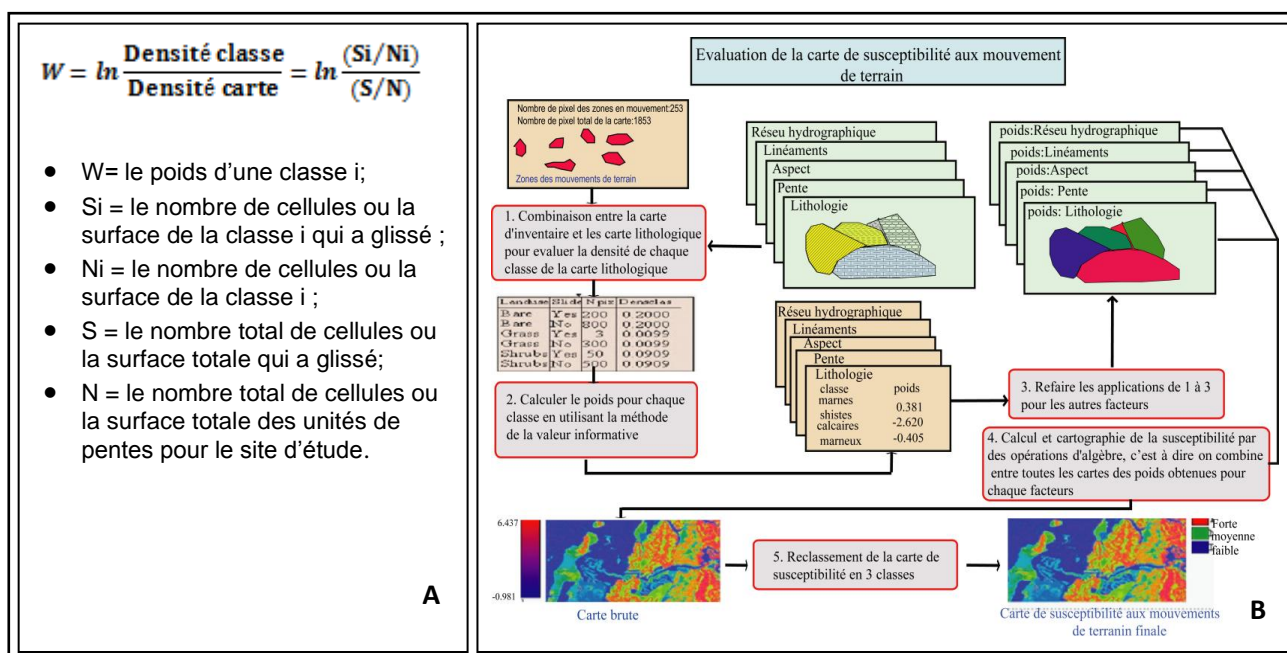 W = ln Densité classe / Densité carte = ln (Si/Ni) / (S/N)
• W= le poids d'une classe i;
• Si = le nombre de cellules ou la
surface de la classe i qui a glissé ;
• Ni = le nombre de cellules ou la
surface de la classe i ;
• S = le nombre total de cellules ou
la surface totale qui a glissé;
• N = le nombre total de cellules ou
la surface totale des unités de
pentes pour le site d'étude.
A
Evaluation de la carte de susceptibilité aux mouvement
de terrain
Nombre de pixel des zones en mouvement:253
Nombre de pixel total de la carte:1853
Zones des mouvements de terrain
Réseu hydrographique
Linéaments
Aspect
Pente
Lithologie
poids:Réseu hydrographique
poids:Linéaments
poids:Aspect
poids: Pente
poids: Lithologie
1. Combinaison entre la carte
d'inventaire et les carte lithologique
pour evaluer la densité de chaque
classe de la carte lithologique
Landuse Slide Npix Densclas
Bare Yes 200 0.2000
Bare No 800 0.2000
Grass Yes 3 0.0099
Grass No 300 0.0099
Shrubs Yes 50 0.0909
Shrubs No 500 0.0909
2. Calculer le poids pour chaque
classe en utilisant la méthode
de la valeur informative
Réseau hydrographique
Linéaments
Aspect
Pente
Lithologie
classe poids
marnes
shistes 0.381
calcaires -2.620
marneux -0.405
3. Refaire les applications de 1 à 3
pour les autres facteurs
4. Calcul et cartographie de la susceptibilité par
des opérations d'algèbre, c'est à dire on combine
entre toutes les cartes des poids obtenues pour
chaque facteurs
6.437
-0.981
Carte brute
5. Reclassement de la carte de
susceptibilité en 3 classes
Forte
moyenne
faible
Carte de susceptibilité aux mouvements
de terranin finale
B